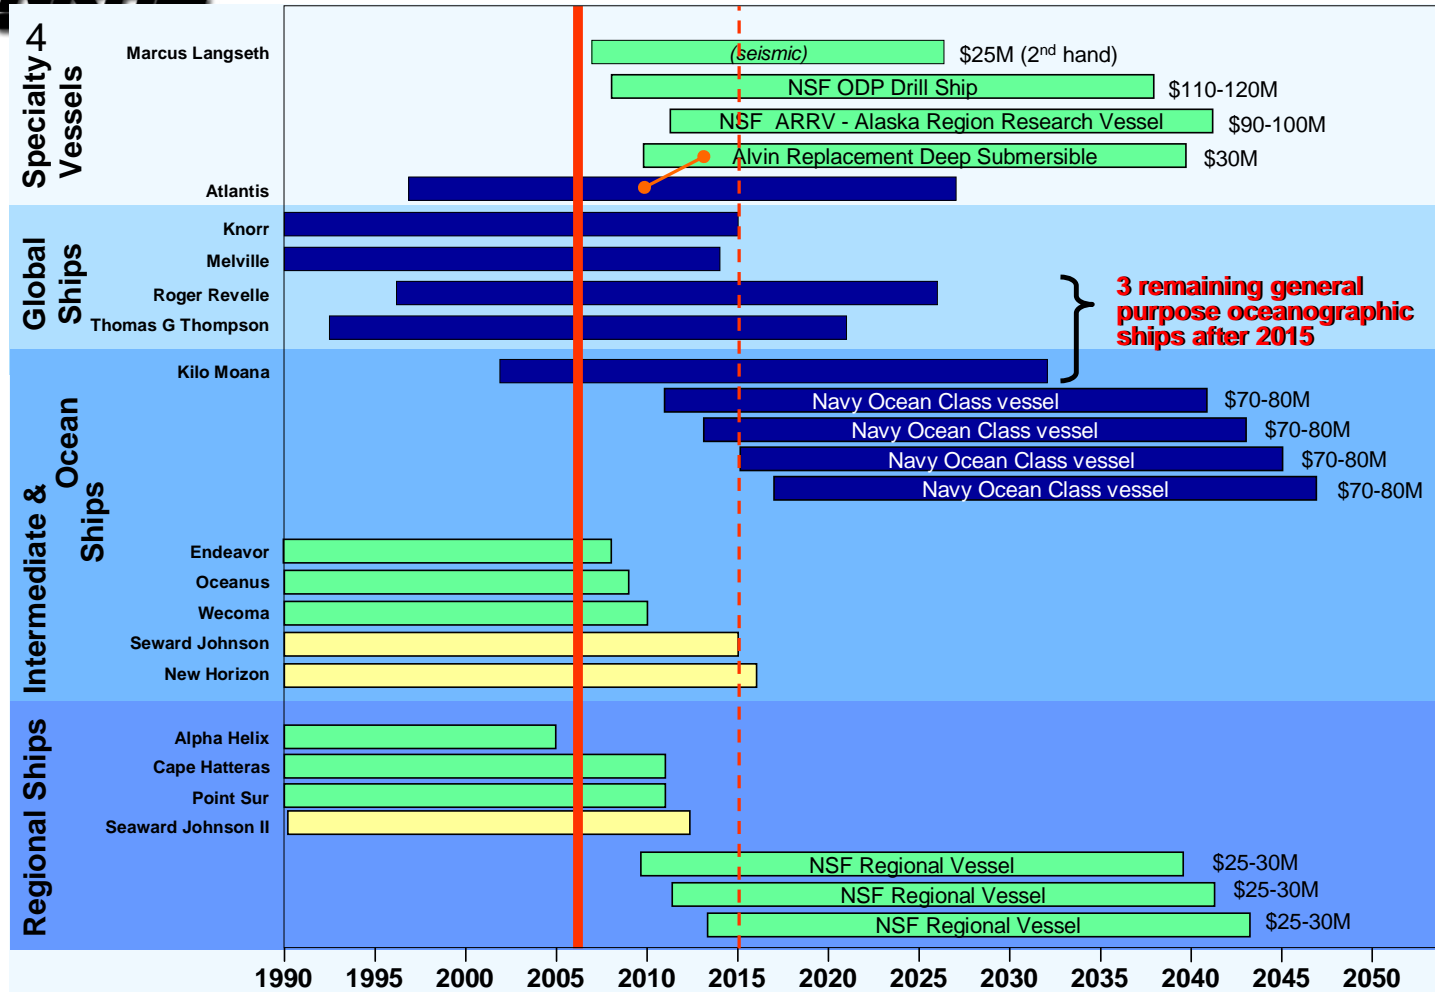 4
Specialty
Vessels
Marcus Langseth
(seismic)
$25M (2nd hand)
NSF ODP Drill Ship
$110-120M
NSF ARRV - Alaska Region Research Vessel
$90-100M
Alvin Replacement Deep Submersible
$30M
Atlantis
Global
Ships
Knorr
Melville
Roger Revelle
Thomas G Thompson
3 remaining general
purpose oceanographic
ships after 2015
Intermediate &
Ocean
Ships
Kilo Moana
Navy Ocean Class vessel
$70-80M
Navy Ocean Class vessel
$70-80M
Navy Ocean Class vessel
$70-80M
Navy Ocean Class vessel
$70-80M
Endeavor
Oceanus
Wecoma
Seward Johnson
New Horizon
Regional Ships
Alpha Helix
Cape Hatteras
Point Sur
Seaward Johnson II
NSF Regional Vessel
$25-30M
NSF Regional Vessel
$25-30M
NSF Regional Vessel
$25-30M
1990 1995 2000 2005 2010 2015 2020 2025 2030 2035 2040 2045 2050